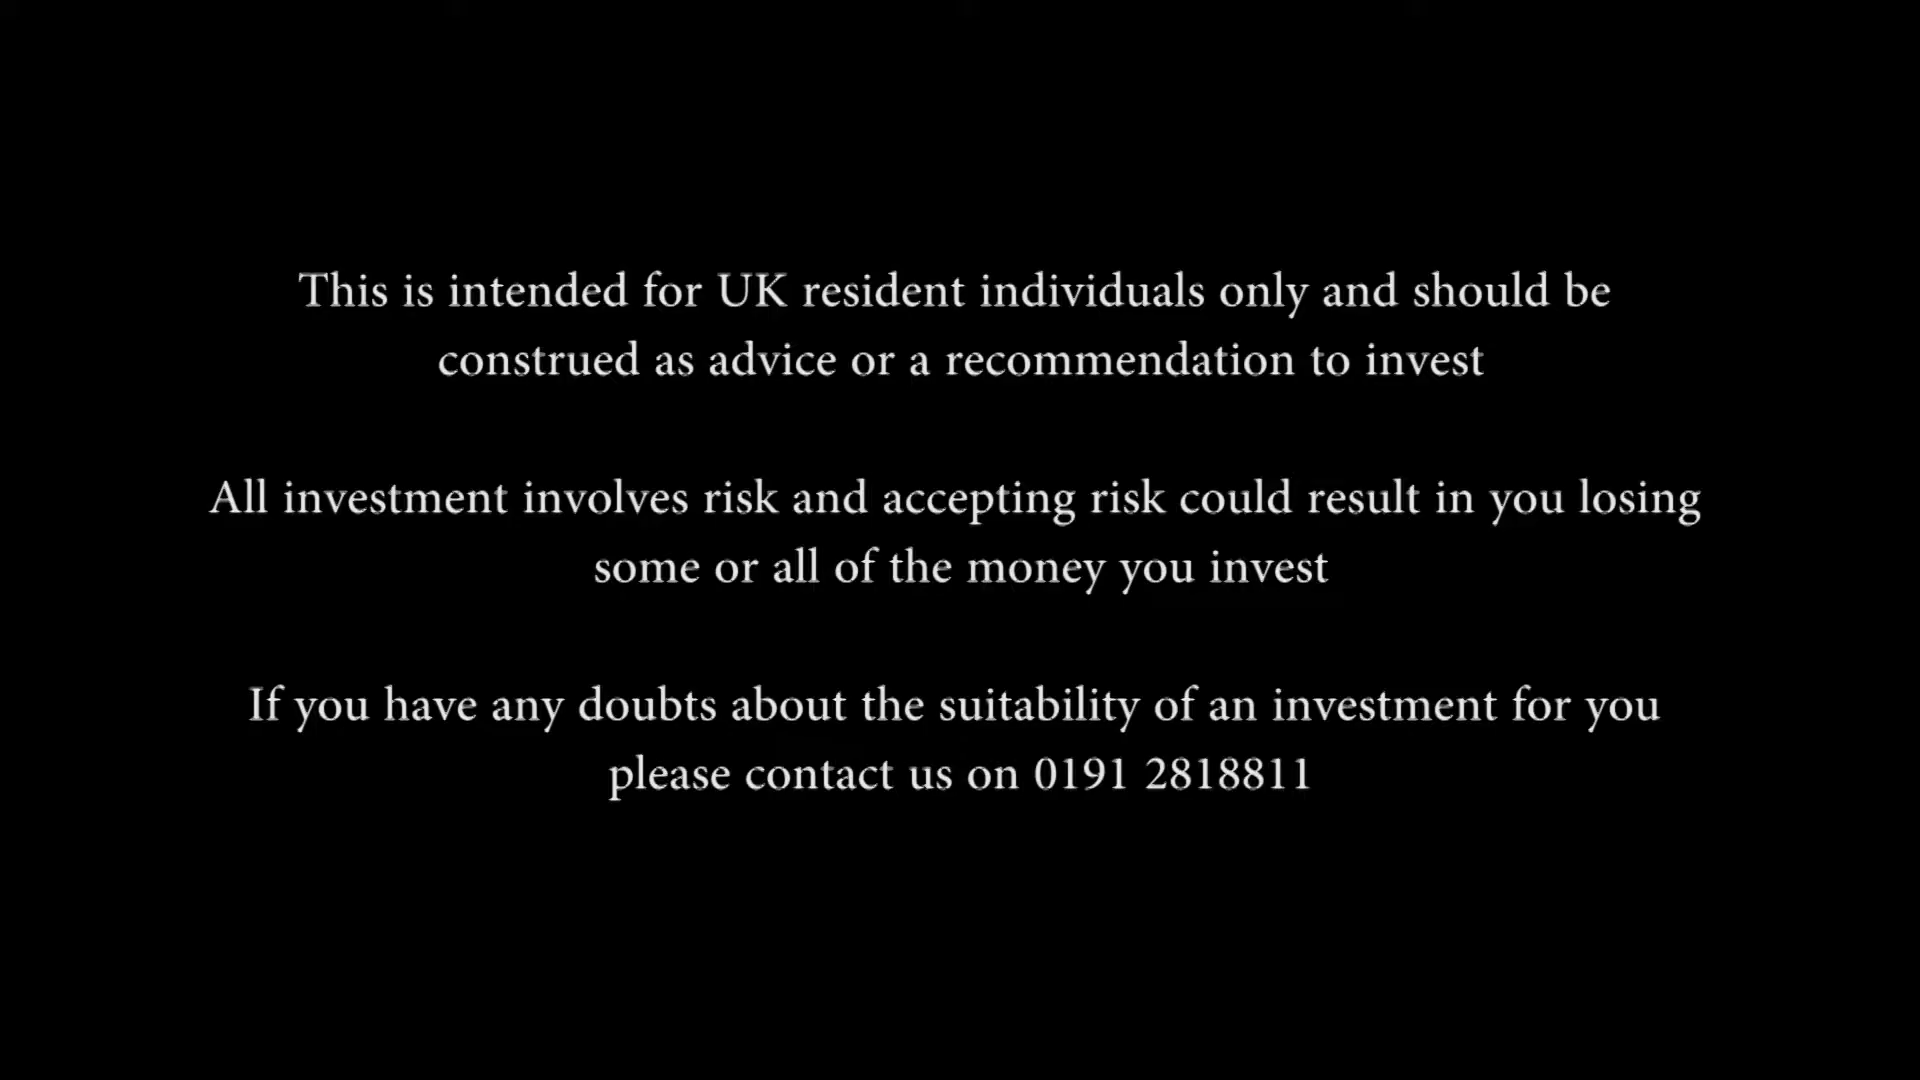 This is intended for UK resident individuals only and should be
construed as advice or a recommendation to invest
All investment involves risk and accepting risk could result in you losing
some or all of the money you invest
If you have any doubts about the suitability of an investment for you
please contact us on 0191 2818811